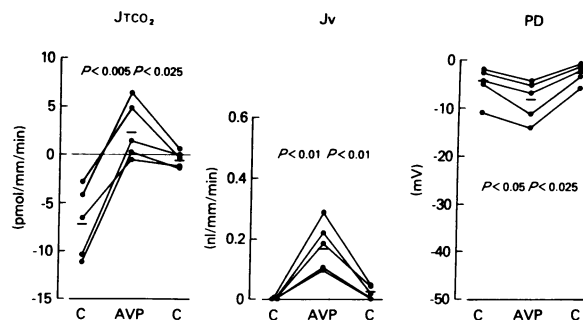 JTCO2
Jv
PD
P<0.005 P<0.025
P<0.01 P<0.01
P<0.05 P<0.025
(pmol/mm/min)
10
5
0
-5
-10
-15
C AVP C
(nl/mm/min)
0.6
0.4
0.2
0
C AVP C
(mV)
0
-10
-20
-30
-40
-50
C AVP C